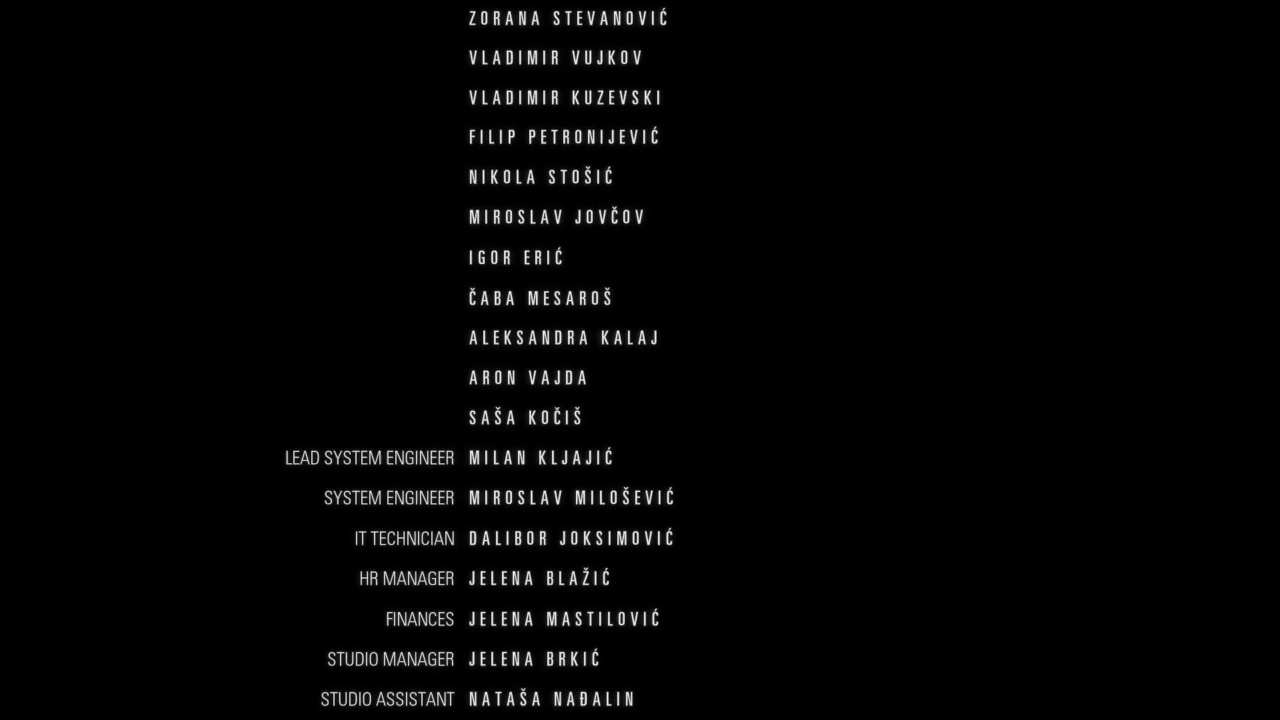 ZORANA STEVANOVIĆ
VLADIMIR VUJKOV
VLADIMIR KUZEVSKI
FILIP PETRONIJEVIĆ
NIKOLA STOŠIĆ
MIROSLAV JOVČOV
IGOR ERIĆ
ČABA MESAROŠ
ALEKSANDRA KALAJ
ARON VAJDA
SAŠA KOČIŠ
LEAD SYSTEM ENGINEER MILAN KLJAJIĆ
SYSTEM ENGINEER MIROSLAV MILOŠEVIĆ
IT TECHNICIAN DALIBOR JOKSIMOVIĆ
HR MANAGER JELENA BLAŽIĆ
FINANCES JELENA MASTILOVIĆ
STUDIO MANAGER JELENA BRKIĆ
STUDIO ASSISTANT NATAŠA NAĐALIN